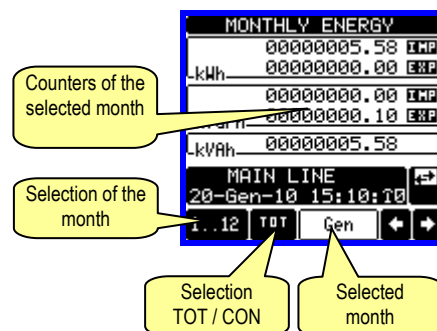 MONTHLY ENERGY
00000005.58 IMP
kWh 00000000.00 EXP
00000000.00 IMP
00000000.10 EXP
kVAh 00000005.58
MAIN LINE
20-Gen-10 15:10:10
1..12 TOT Gen
Counters of the
selected month
Selection of the
month
Selection
TOT / CON
Selected
month